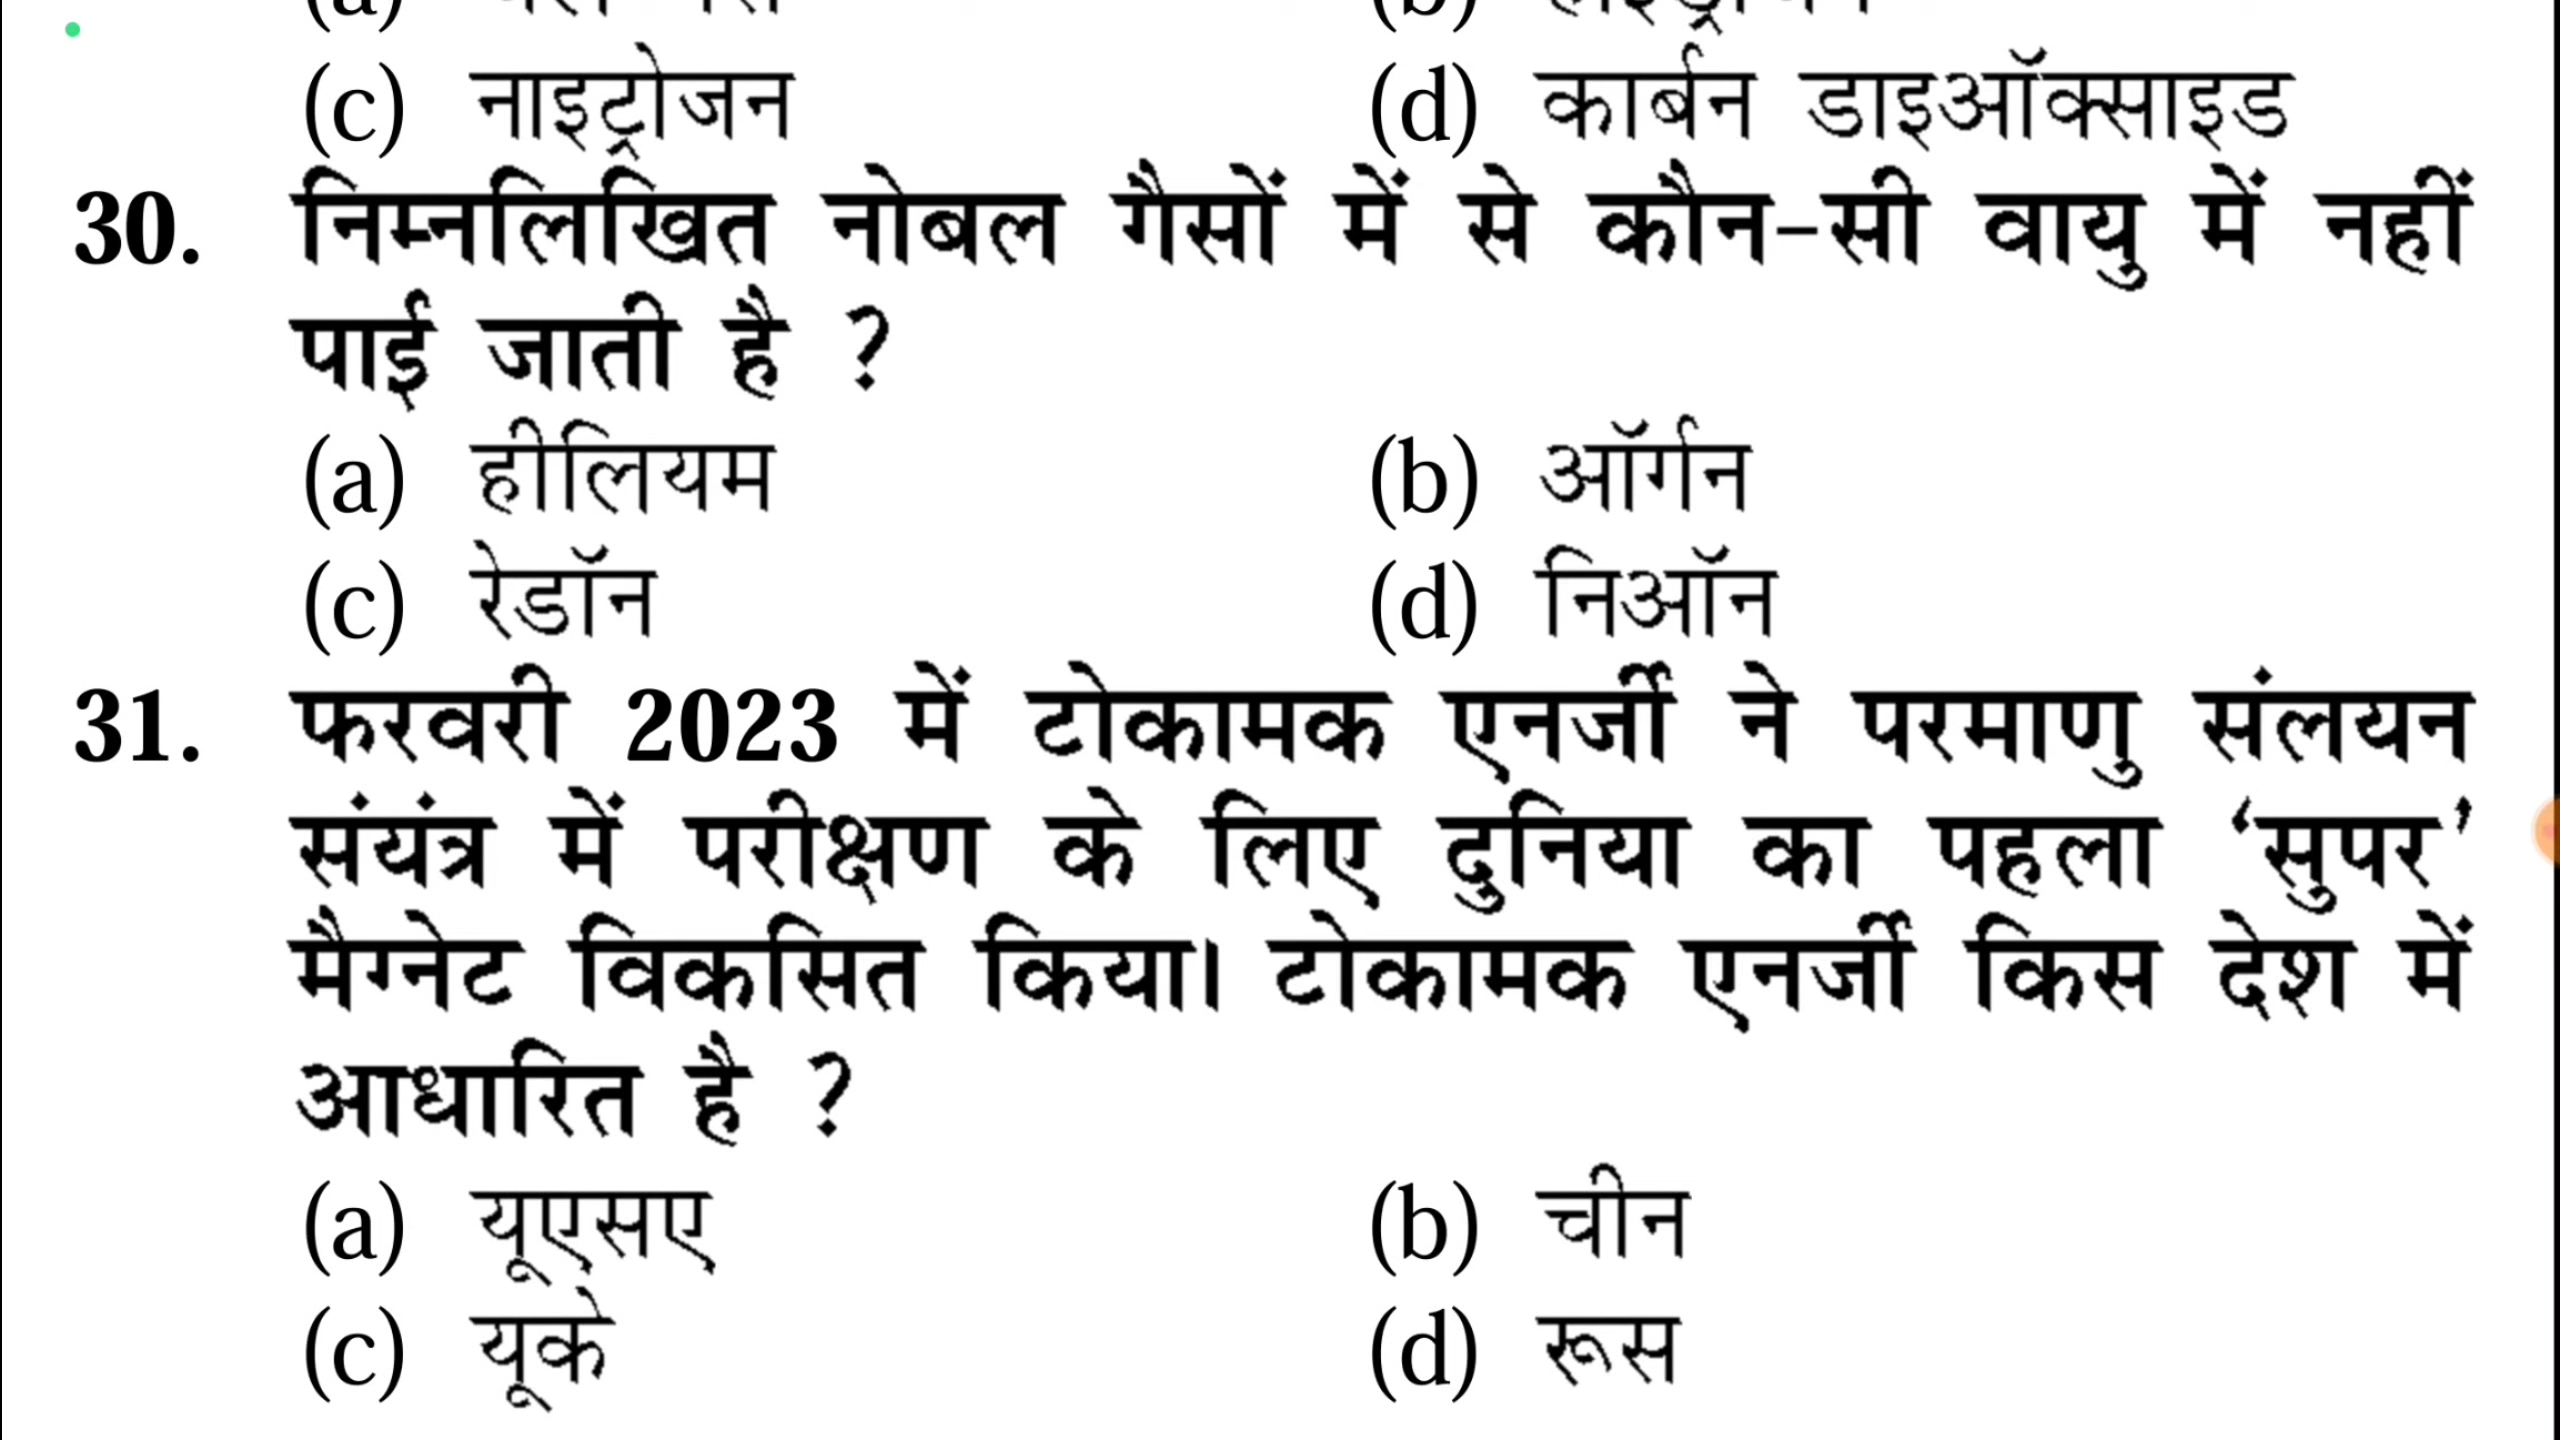 (c) नाइट्रोजन (d) कार्बन डाइऑक्साइड
30. निम्नलिखित नोबल गैसों में से कौन-सी वायु में नहीं
पाई जाती है ?
(a) हीलियम (b) ऑर्गन
(c) रेडॉन (d) निऑन
31. फरवरी 2023 में टोकामक एनर्जी ने परमाणु संलयन
संयंत्र में परीक्षण के लिए दुनिया का पहला ‘सुपर’
मैग्नेट विकसित किया। टोकामक एनर्जी किस देश में
आधारित है ?
(a) यूएसए (b) चीन
(c) यूके (d) रूस